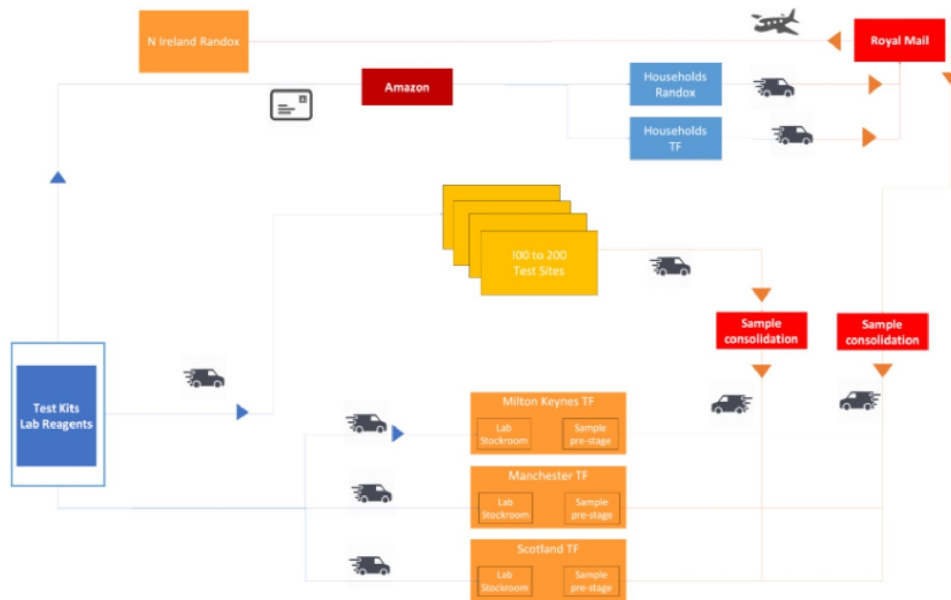 N Ireland Randox
Royal Mail
Amazon
Households
Randox
Households
TF
100 to 200
Test Sites
Sample
consolidation
Sample
consolidation
Test Kits
Lab Reagents
Milton Keynes TF
Lab
Stockroom
Sample
pre-stage
Manchester TF
Lab
Stockroom
Sample
pre-stage
Scotland TF
Lab
Stockroom
Sample
pre-stage